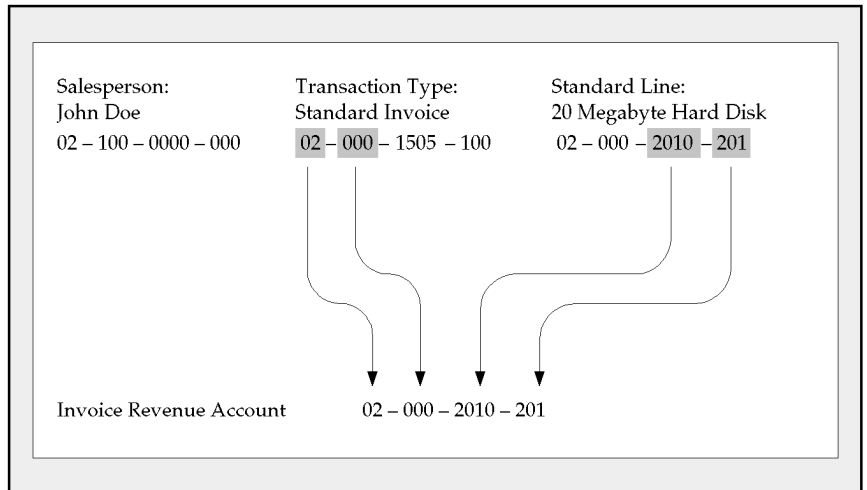 Salesperson:
John Doe
02 – 100 – 0000 – 000
Transaction Type:
Standard Invoice
02 – 000 – 1505 – 100
Standard Line:
20 Megabyte Hard Disk
02 – 000 – 2010 – 201
Invoice Revenue Account
02 – 000 – 2010 – 201